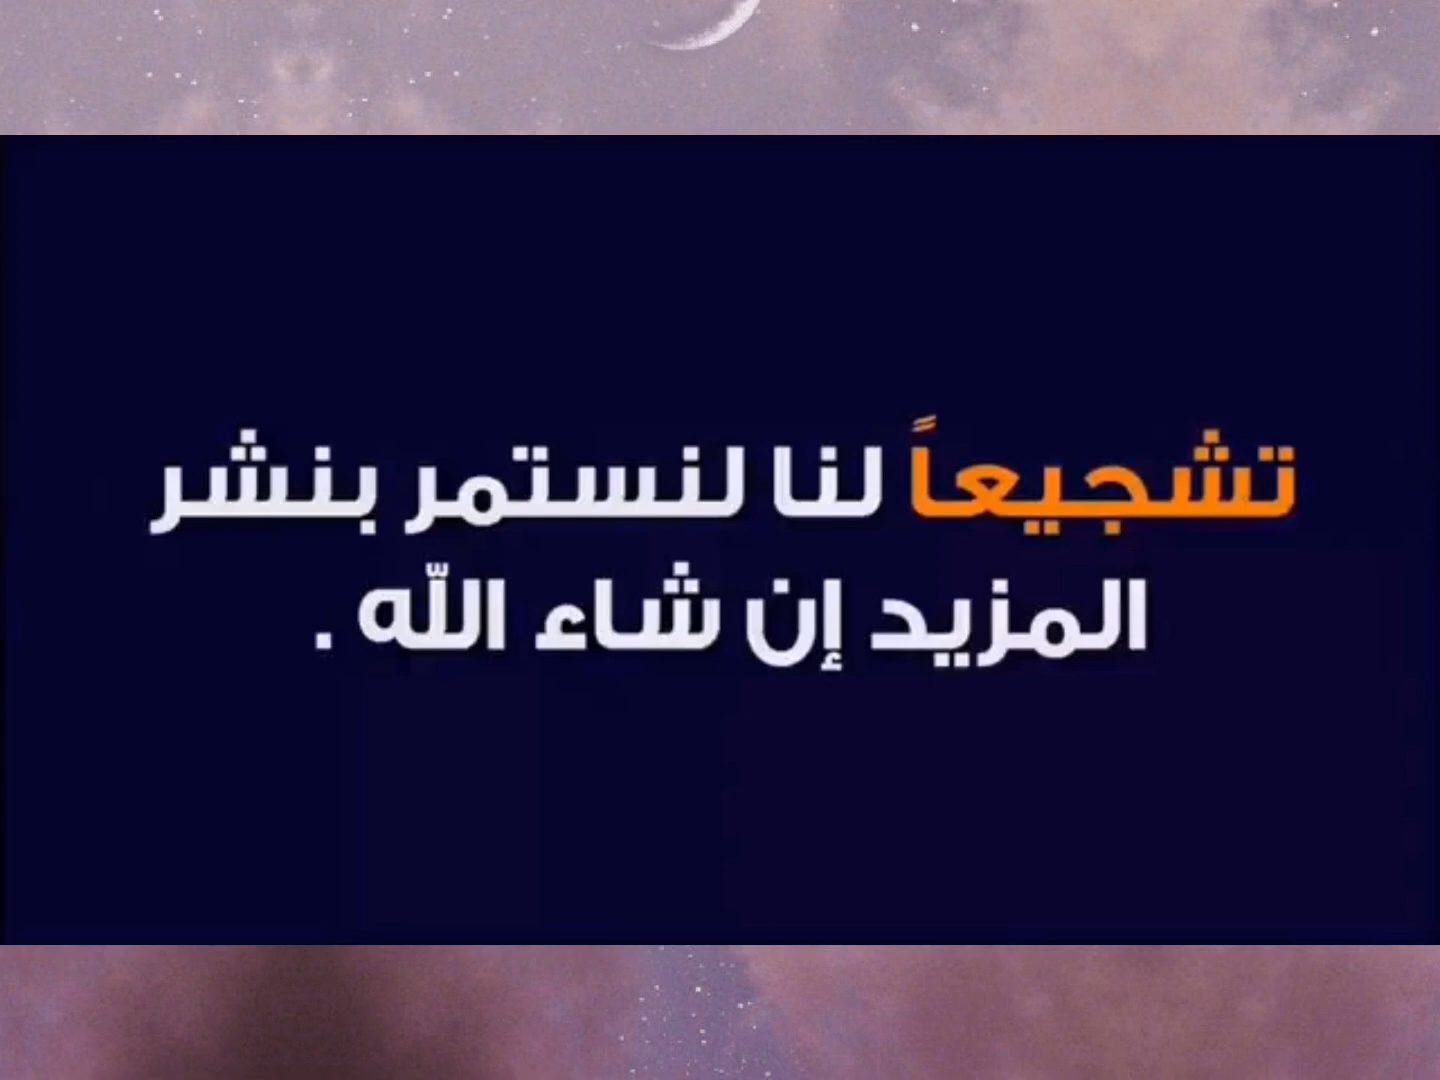 تشجيعاً لنا لنستمر بنشر
المزيد إن شاء اللّه .